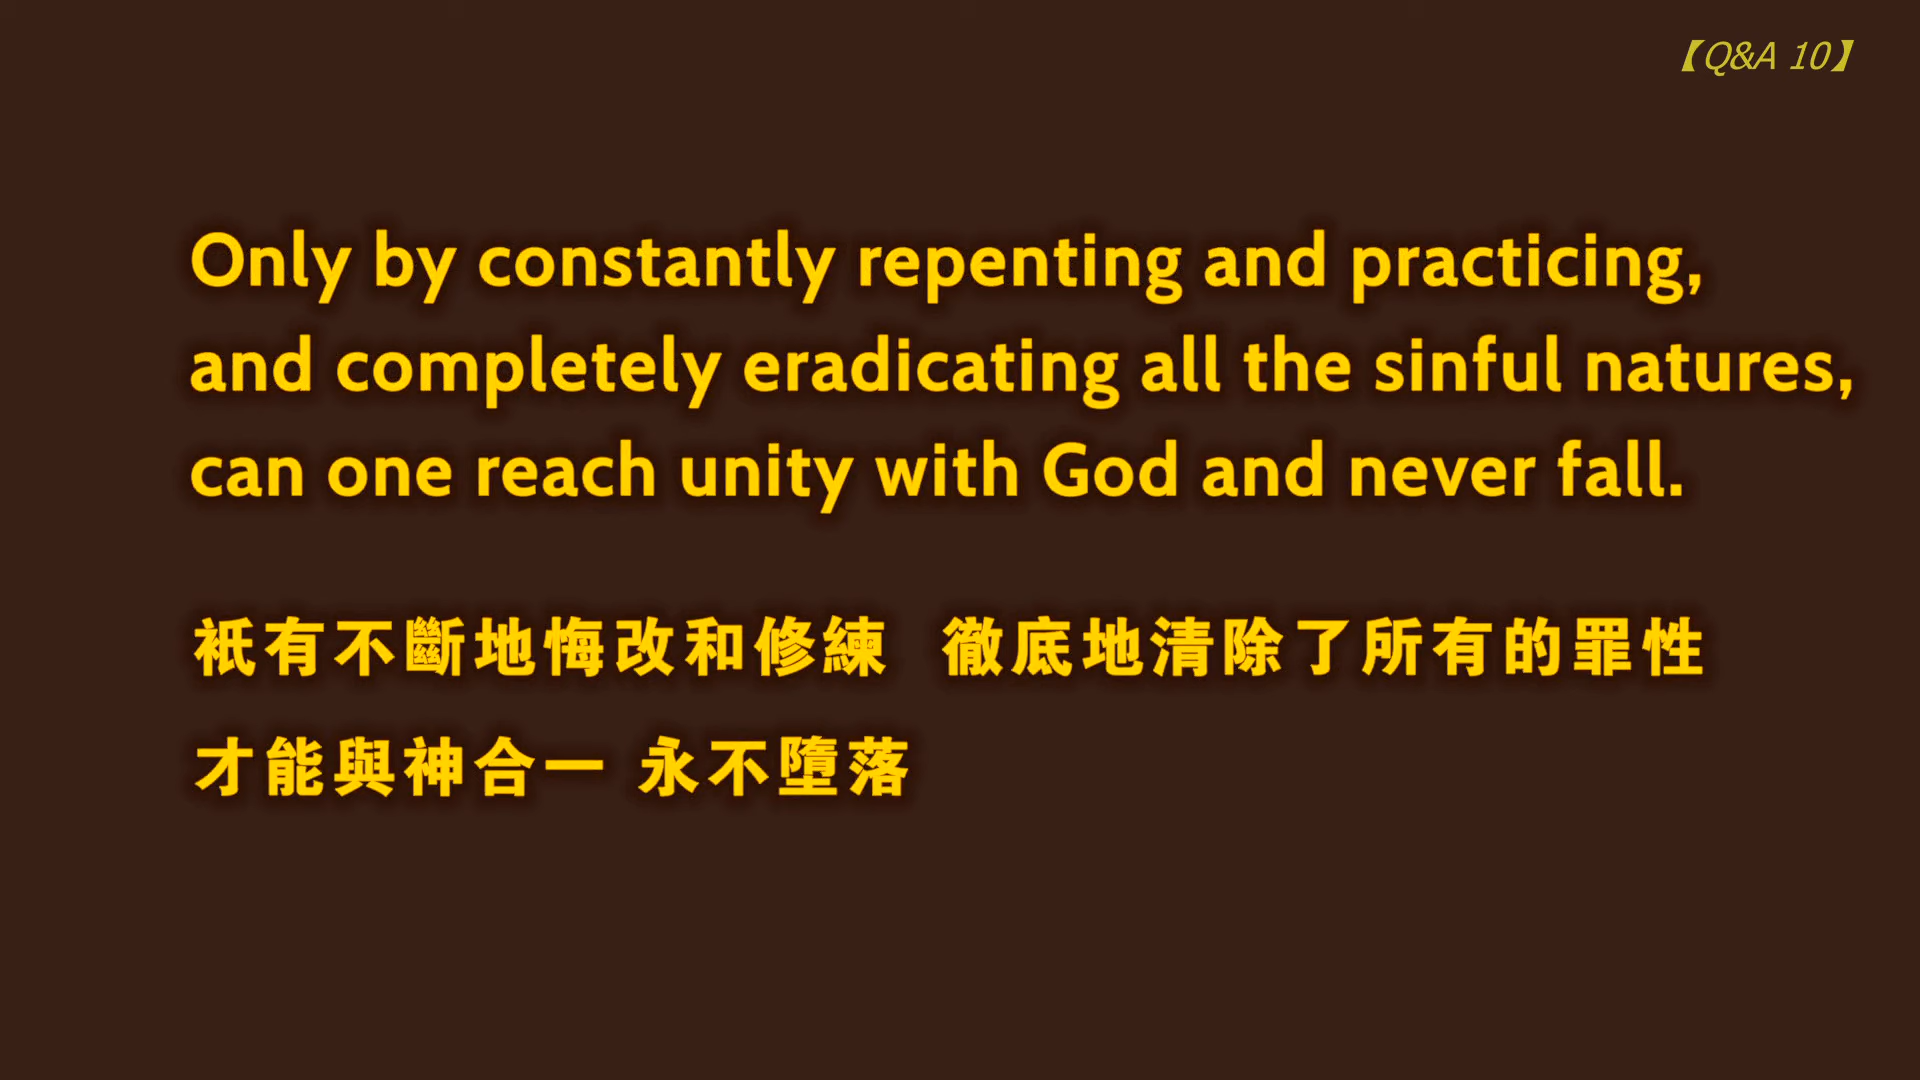 【Q&A 10】
Only by constantly repenting and practicing,
and completely eradicating all the sinful natures,
can one reach unity with God and never fall.
衹有不斷地悔改和修練 徹底地清除了所有的罪性
才能與神合一 永不墮落